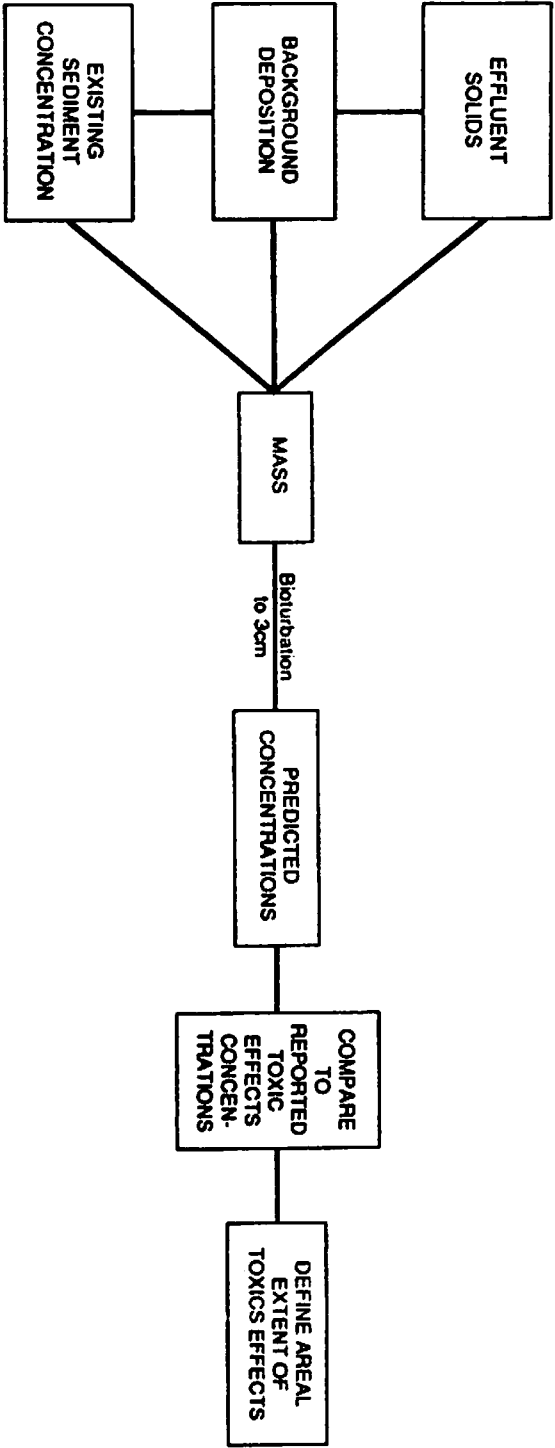 EFFLUENT
SOLIDS
BACKGROUND
DEPOSITION
EXISTING
SEDIMENT
CONCENTRATION
MASS
Bioturbation
to 3cm
PREDICTED
CONCENTRATIONS
COMPARE
TO
REPORTED
TOXIC
EFFECTS
CONCEN-
TRATIONS
DEFINE AREAL
EXTENT OF
TOXICS EFFECTS